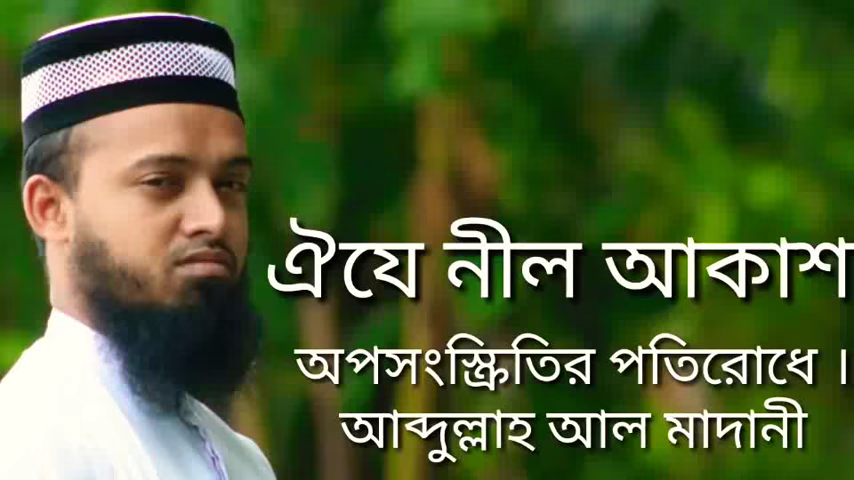 ঐযে নীল আকাশ
অপসংস্ক্রিতির পতিরোধে ।
আব্দুল্লাহ আল মাদানী